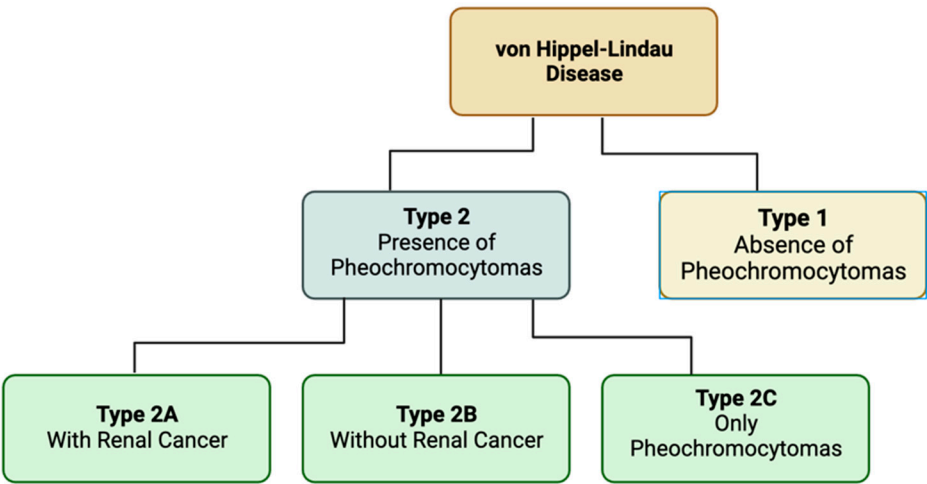 von Hippel-Lindau
Disease
Type 2
Presence of
Pheochromocytomas
Type 1
Absence of
Pheochromocytomas
Type 2A
With Renal Cancer
Type 2B
Without Renal Cancer
Type 2C
Only
Pheochromocytomas